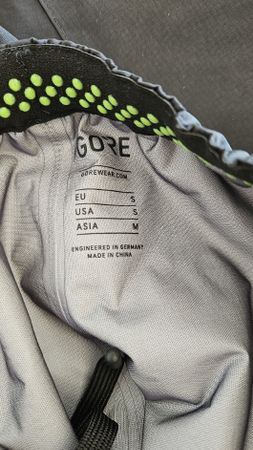 GORE
GOREWEAR.COM
EU S
USA S
ASIA M
ENGINEERED IN GERMANY
MADE IN CHINA